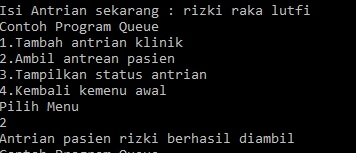 Isi Antrian sekarang : rizki raka lutfi
Contoh Program Queue
1.Tambah antrian klinik
2.Ambil antrean pasien
3.Tampilkan status antrian
4.Kembali kemenu awal
Pilih Menu
2
Antrian pasien rizki berhasil diambil
Contoh Program Queue